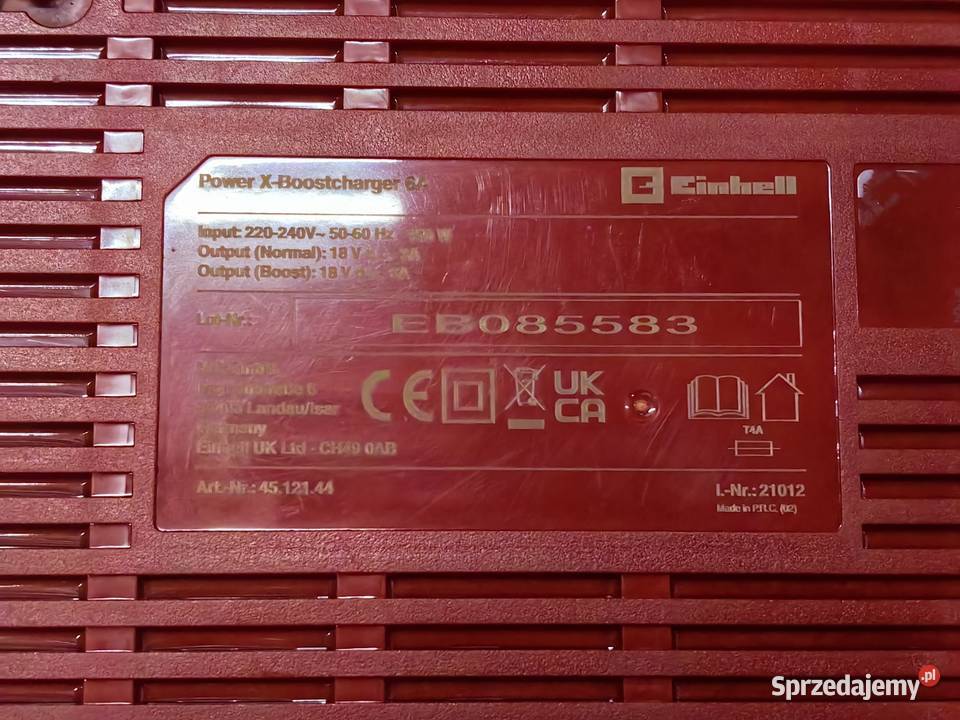 Power X-Boostcharger 6A
Einhell
Input: 220-240V~ 50-60 Hz W
Output (Normal): 18 V
Output (Boost): 18 V
Lot-Nr.:
EB085583
Landau/Isar
Germany
Einhell UK Ltd - CH49 0AB
CE
UK
CA
T4A
Art.-Nr.: 45.121.44
I.-Nr.: 21012
Made in P.R.C. (02)
Sprzedajemy.pl